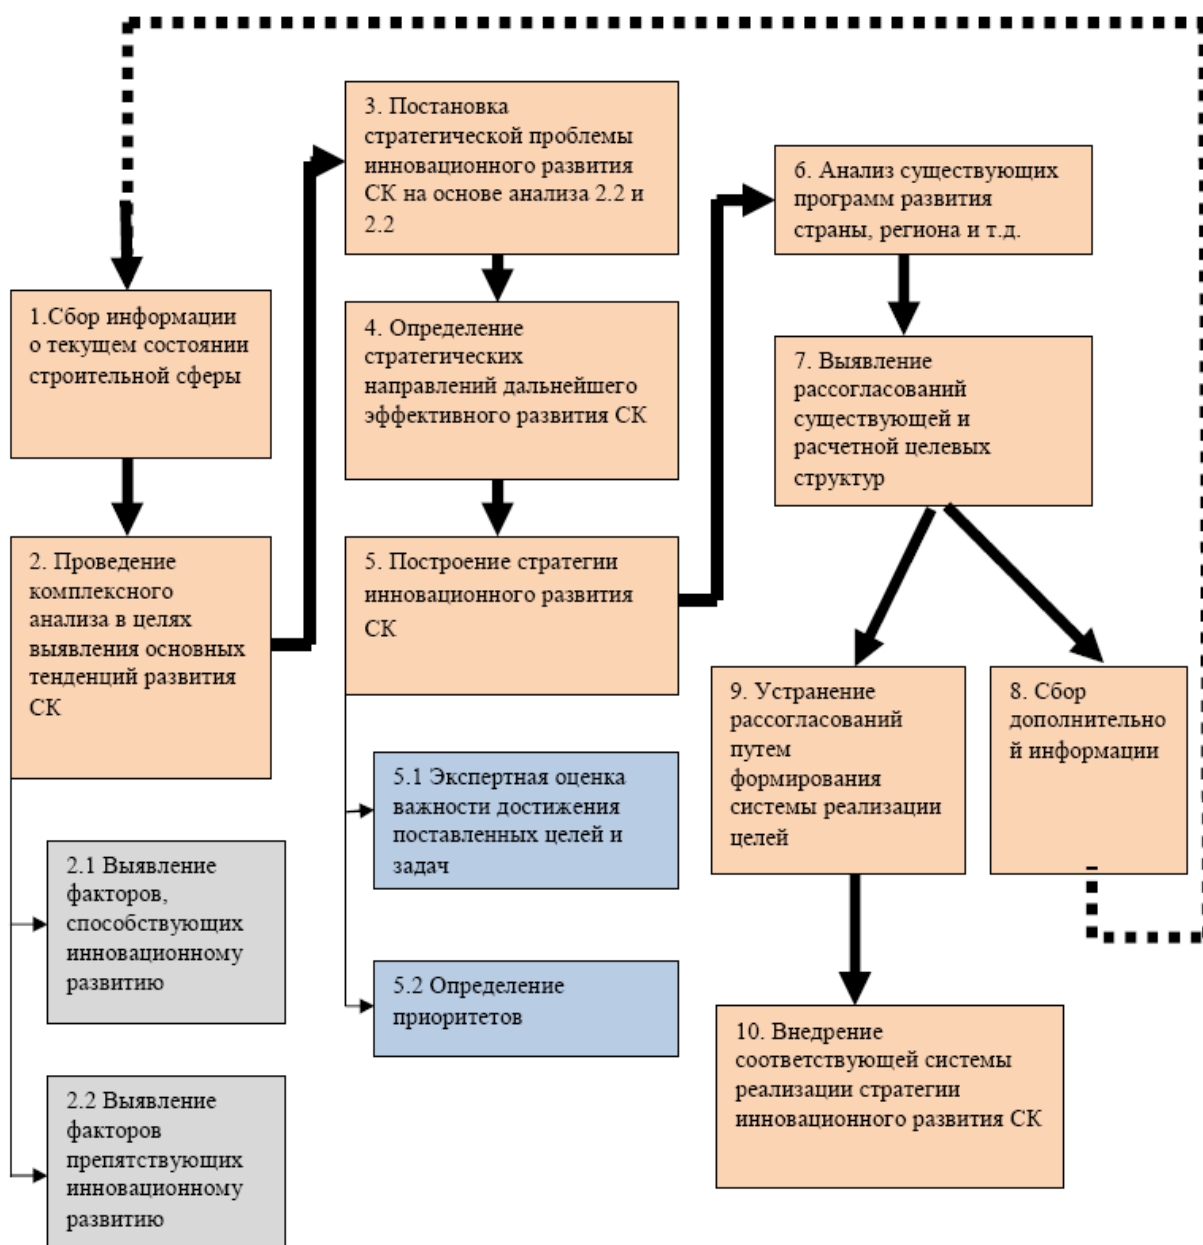 1.Сбор информации
о текущем состоянии
строительной сферы
2. Проведение
комплексного
анализа в целях
выявления основных
тенденций развития
СК
2.1 Выявление
факторов,
способствующих
инновационному
развитию
2.2 Выявление
факторов
препятствующих
инновационному
развитию
3. Постановка
стратегической проблемы
инновационного развития
СК на основе анализа 2.2 и
2.2
4. Определение
стратегических
направлений дальнейшего
эффективного развития СК
5. Построение стратегии
инновационного развития
СК
5.1 Экспертная оценка
важности достижения
поставленных целей и
задач
5.2 Определение
приоритетов
6. Анализ существующих
программ развития
страны, региона и т.д.
7. Выявление
рассогласований
существующей и
расчетной целевых
структур
8. Сбор
дополнительно
й информации
9. Устранение
рассогласований
путем
формирования
системы реализации
целей
10. Внедрение
соответствующей системы
реализации стратегии
инновационного развития СК